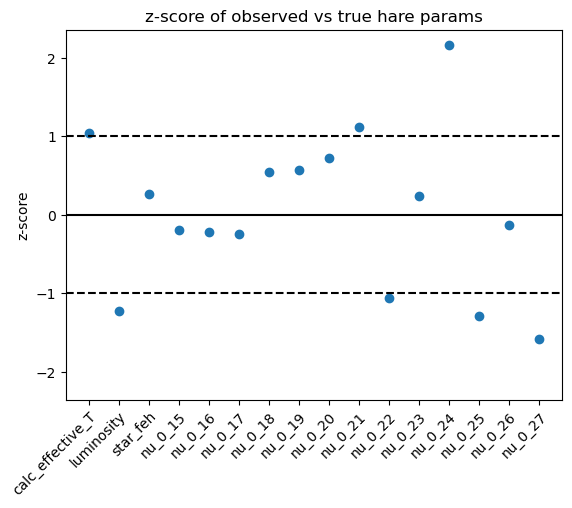 z-score of observed vs true hare params
z-score
2
1
0
−1
−2
calc_effective_T
luminosity
star_feh
nu_0_15
nu_0_16
nu_0_17
nu_0_18
nu_0_19
nu_0_20
nu_0_21
nu_0_22
nu_0_23
nu_0_24
nu_0_25
nu_0_26
nu_0_27